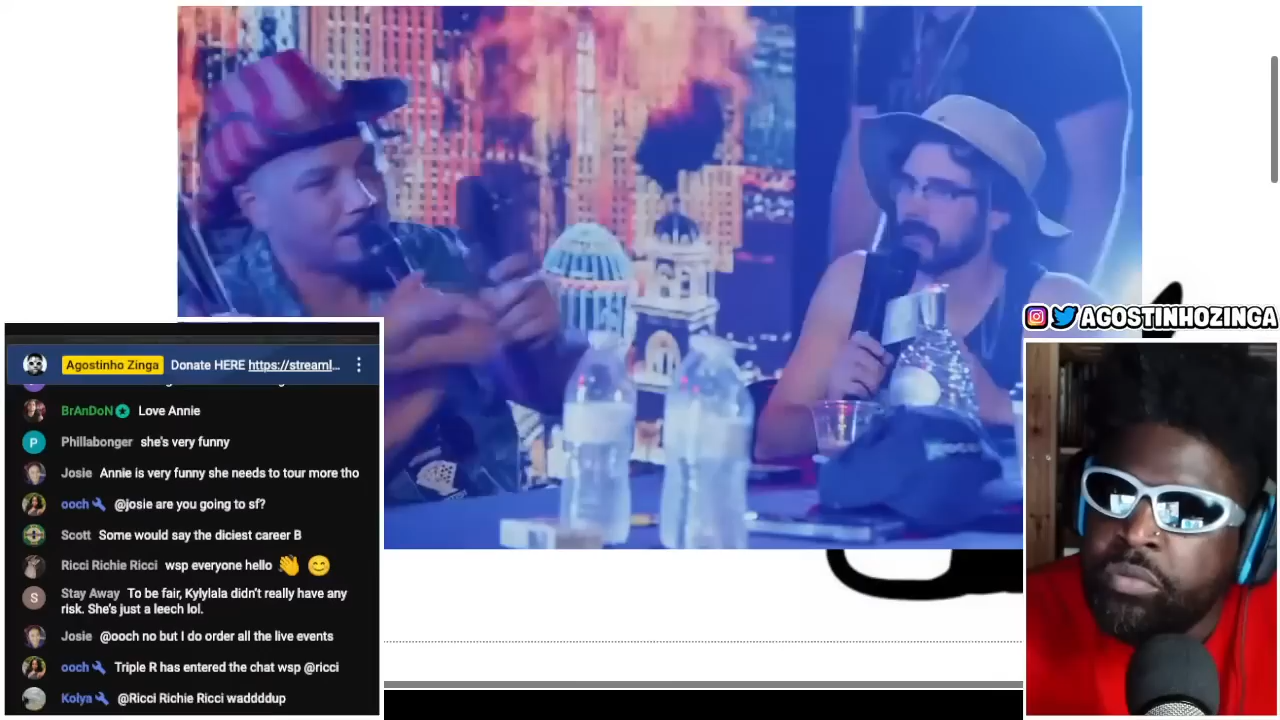 AGOSTINHOZINGA
Agostinho Zinga Donate HERE https://streaml...
BrAnDoN Love Annie
P Phillabonger she's very funny
Josie Annie is very funny she needs to tour more tho
ooch @josie are you going to sf?
Scott Some would say the diciest career B
Ricci Richie Ricci wsp everyone hello 👋 😊
S Stay Away To be fair, Kylylala didn't really have any
risk. She's just a leech lol.
Josie @ooch no but I do order all the live events
ooch Triple R has entered the chat wsp @ricci
Kolya @Ricci Richie Ricci waddddup